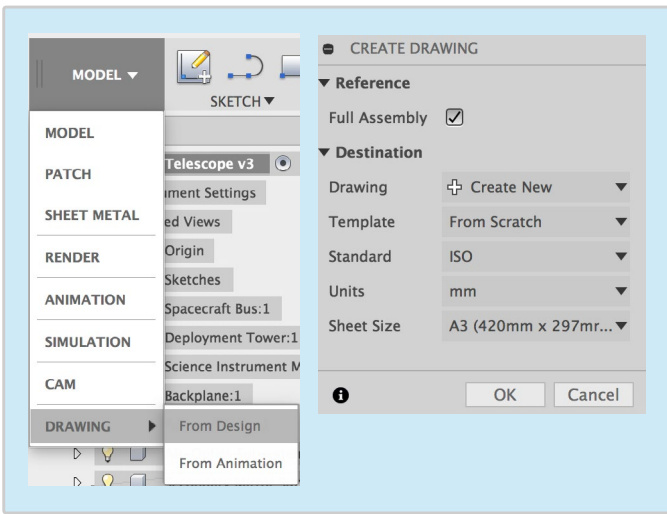 MODEL ▼
SKETCH ▼
MODEL
PATCH
SHEET METAL
RENDER
ANIMATION
SIMULATION
CAM
DRAWING
From Design
From Animation
Telescope v3
Settings
Views
Origin
Sketches
Spacecraft Bus:1
Deployment Tower:1
Science Instrument M
Backplane:1
CREATE DRAWING
▼ Reference
Full Assembly
▼ Destination
Drawing Create New ▼
Template From Scratch ▼
Standard ISO ▼
Units mm ▼
Sheet Size A3 (420mm x 297mr... ▼
OK Cancel